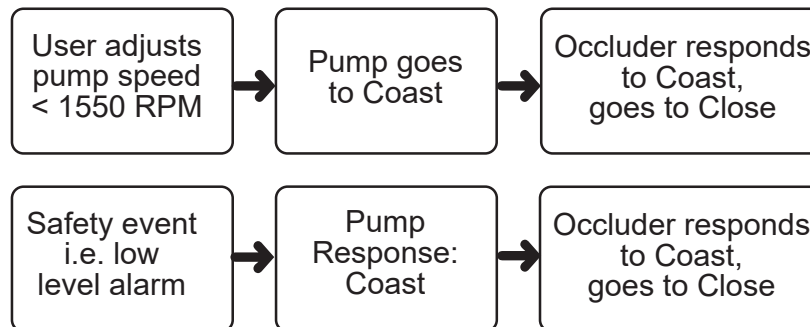 User adjusts
pump speed
< 1550 RPM
Pump goes
to Coast
Occluder responds
to Coast,
goes to Close
Safety event
i.e. low
level alarm
Pump
Response:
Coast
Occluder responds
to Coast,
goes to Close